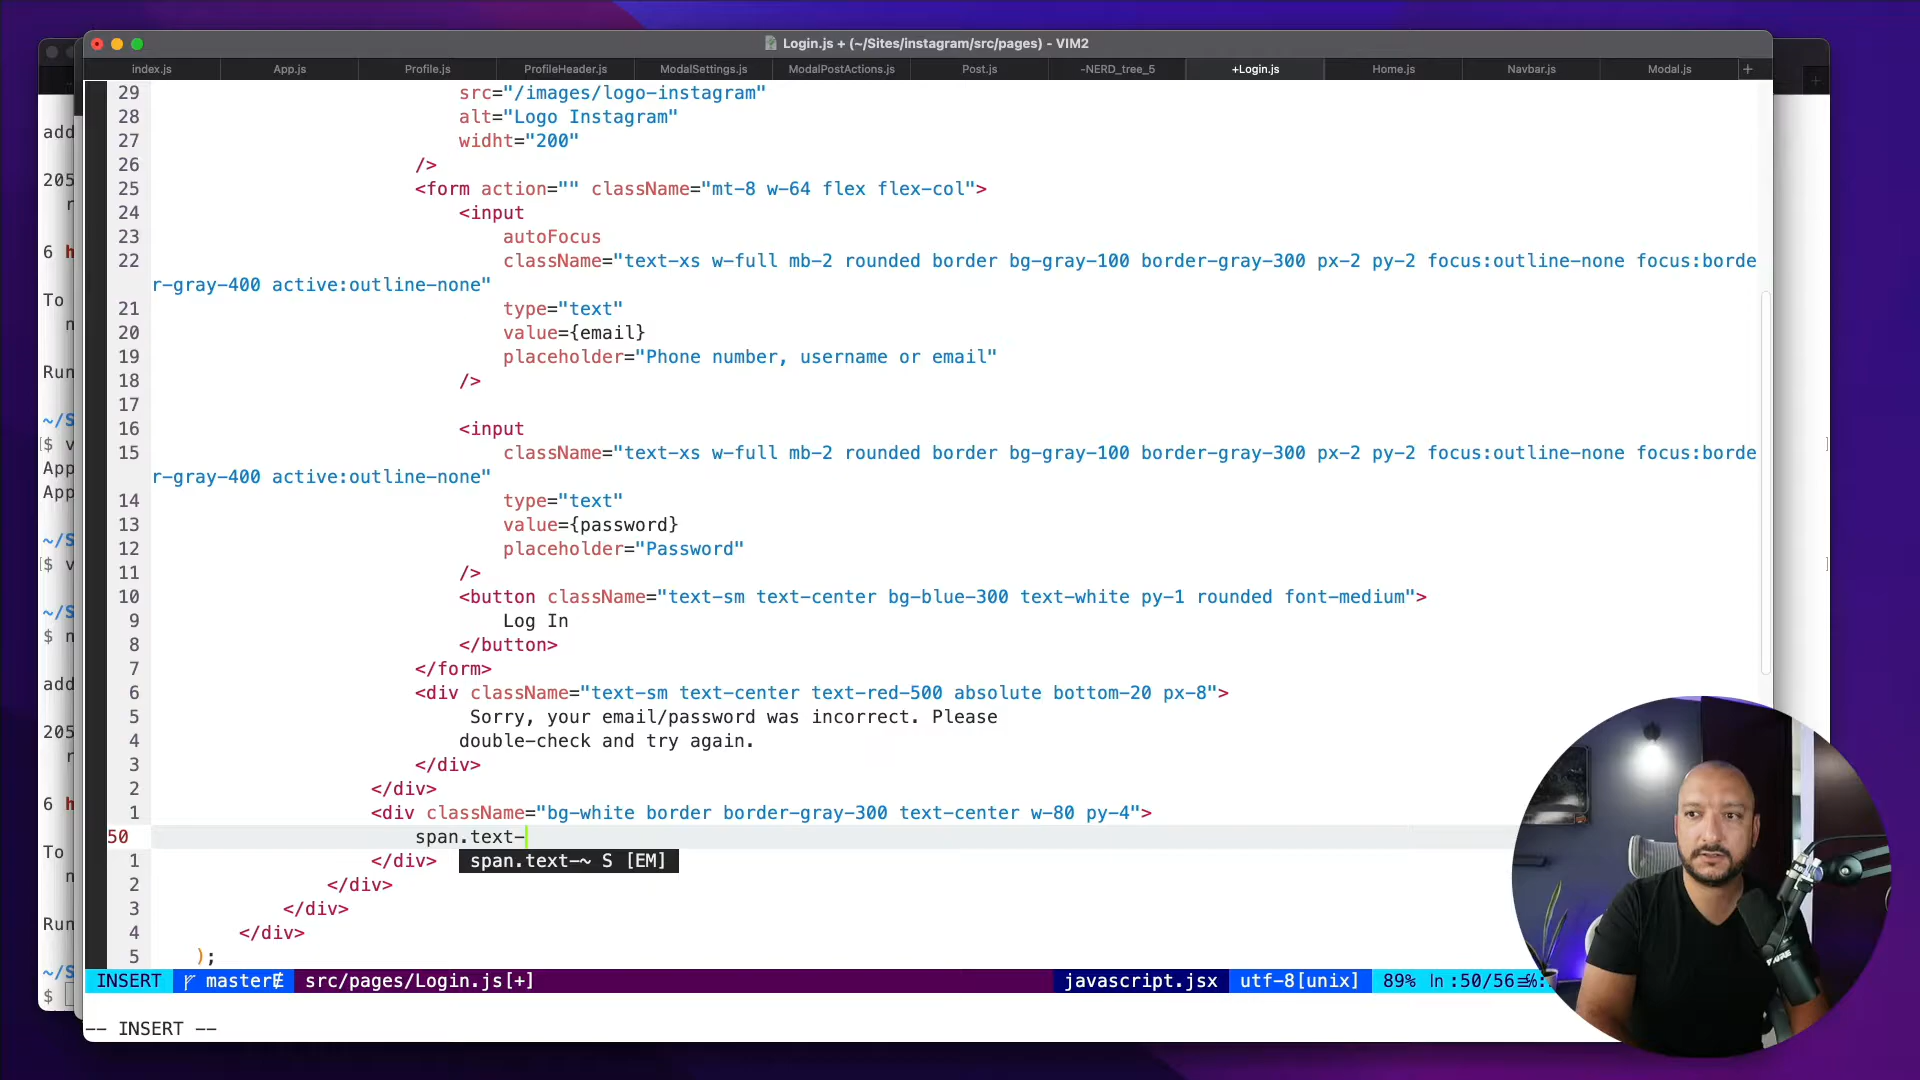 Login.js + (~/Sites/instagram/src/pages) - VIM2
index.js App.js Profile.js ProfileHeader.js ModalSettings.js ModalPostActions.js Post.js -NERD_tree_5 +Login.js Home.js Navbar.js Modal.js +
29 src="/images/logo-instagram"
28 alt="Logo Instagram"
27 widht="200"
26 />
25 <form action="" className="mt-8 w-64 flex flex-col">
24 <input
23 autoFocus
22 className="text-xs w-full mb-2 rounded border bg-gray-100 border-gray-300 px-2 py-2 focus:outline-none focus:borde
r-gray-400 active:outline-none"
21 type="text"
20 value={email}
19 placeholder="Phone number, username or email"
18 />
17
16 <input
15 className="text-xs w-full mb-2 rounded border bg-gray-100 border-gray-300 px-2 py-2 focus:outline-none focus:borde
r-gray-400 active:outline-none"
14 type="text"
13 value={password}
12 placeholder="Password"
11 />
10 <button className="text-sm text-center bg-blue-300 text-white py-1 rounded font-medium">
9 Log In
8 </button>
7 </form>
6 <div className="text-sm text-center text-red-500 absolute bottom-20 px-8">
5 Sorry, your email/password was incorrect. Please
4 double-check and try again.
3 </div>
2 </div>
1 <div className="bg-white border border-gray-300 text-center w-80 py-4">
50 span.text-
1 </div> span.text-~ S [EM]
2 </div>
3 </div>
4 </div>
5 );
INSERT master src/pages/Login.js[+] javascript.jsx utf-8[unix] 89% ln :50/56
-- INSERT --
add
205
r
6 h
To
n
Run
~/S
[$ v
App
App
~/S
[$ v
~/S
$ n
add
205
r
6 h
To
n
Run
~/S
$